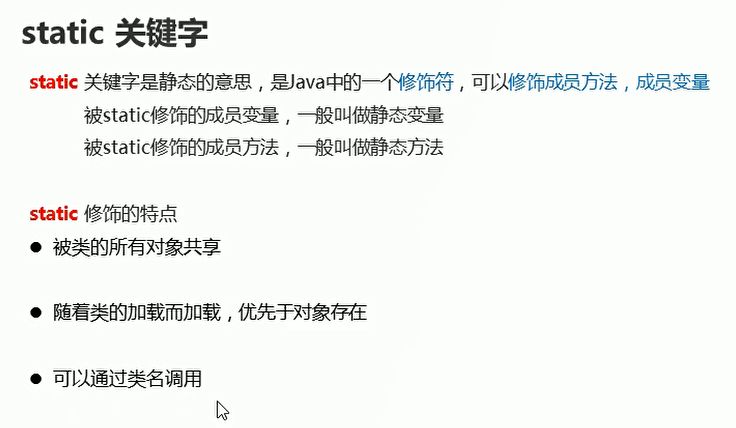 static 关键字
static 关键字是静态的意思，是Java中的一个修饰符，可以修饰成员方法，成员变量
被static修饰的成员变量，一般叫做静态变量
被static修饰的成员方法，一般叫做静态方法
static 修饰的特点
● 被类的所有对象共享
● 随着类的加载而加载，优先于对象存在
● 可以通过类名调用